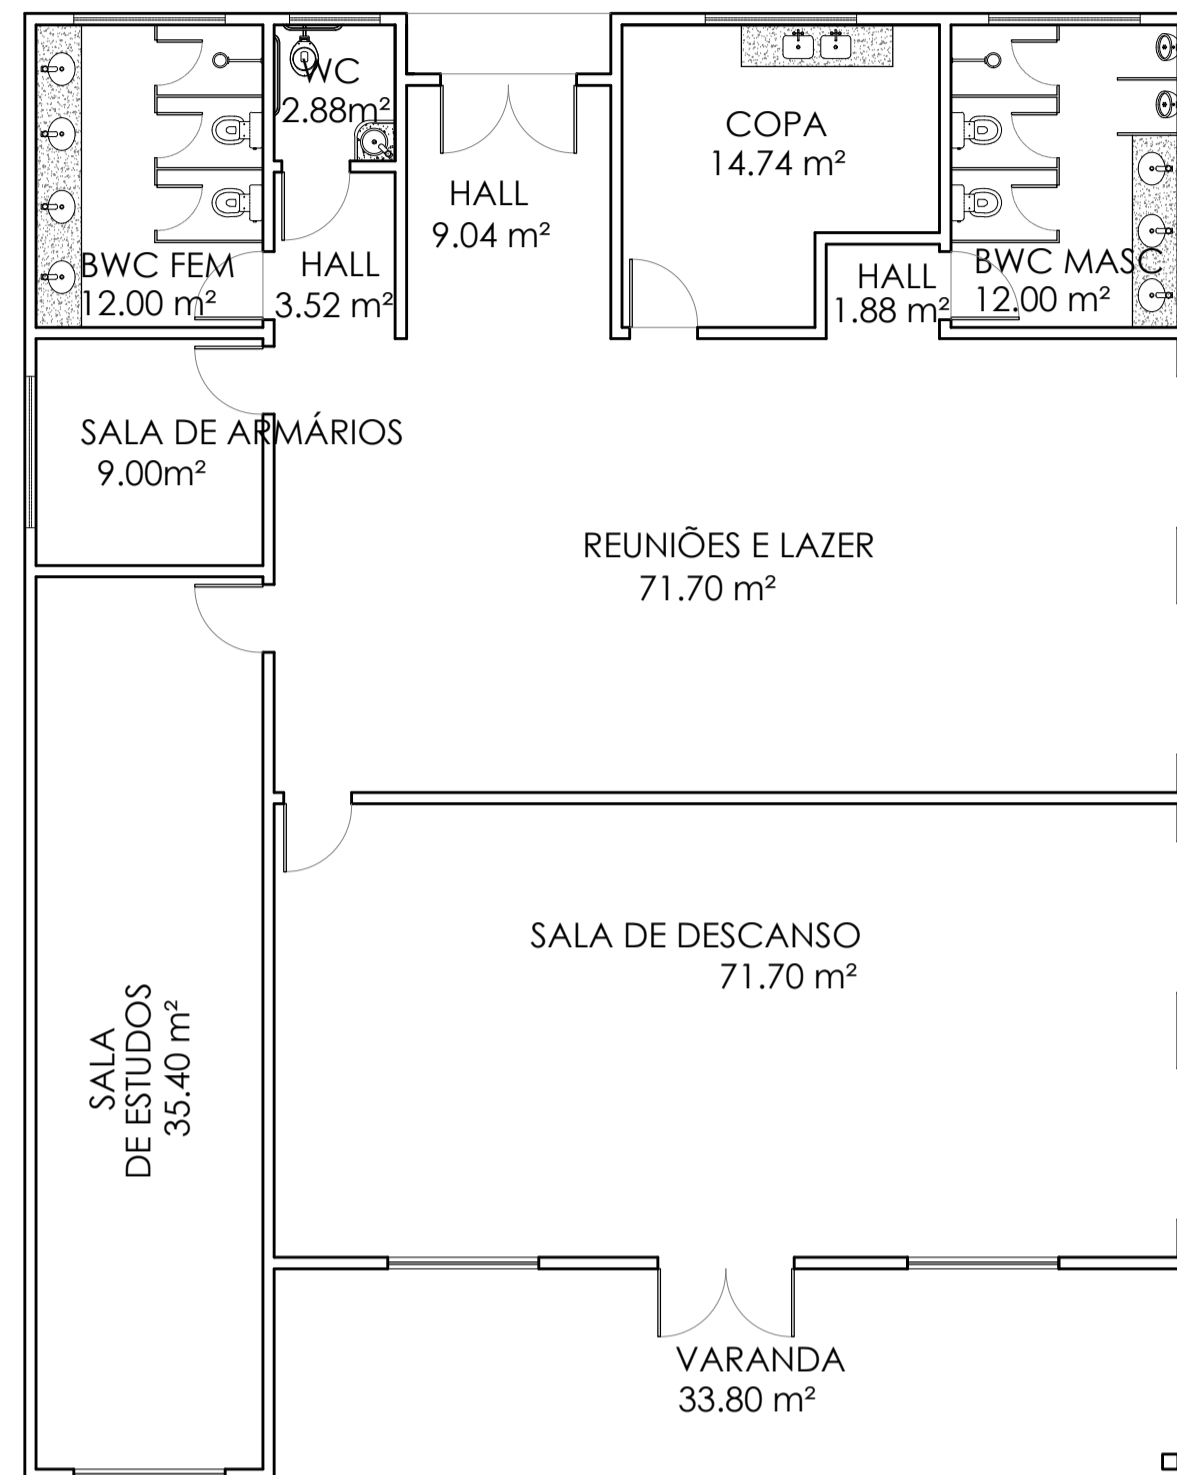 WC
2.88m²
COPA
14.74 m²
HALL
9.04 m²
BWC FEM
12.00 m²
HALL
3.52 m²
HALL
1.88 m²
BWC MASC
12.00 m²
SALA DE ARMÁRIOS
9.00m²
REUNIÕES E LAZER
71.70 m²
SALA DE DESCANSO
71.70 m²
SALA
DE ESTUDOS
35.40 m²
VARANDA
33.80 m²